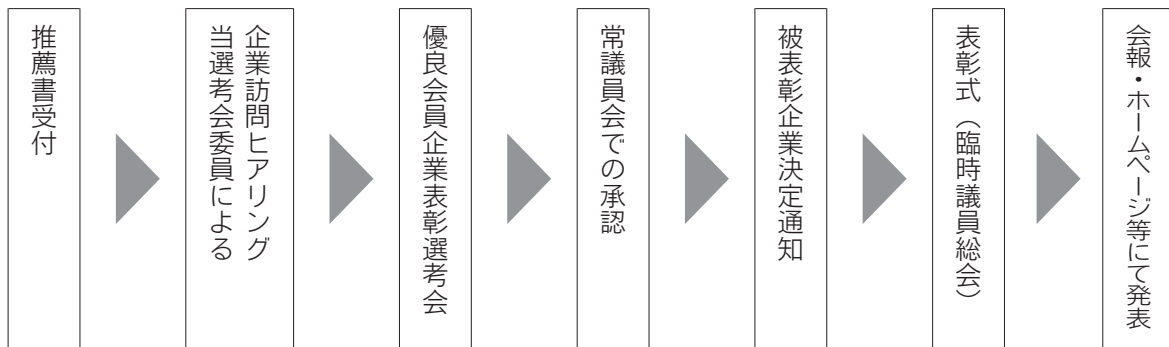 推薦書受付
当選考会委員による
企業訪問ヒアリング
優良会員企業表彰選考会
常議員会での承認
被表彰企業決定通知
表彰式（臨時議員総会）
会報・ホームページ等にて発表